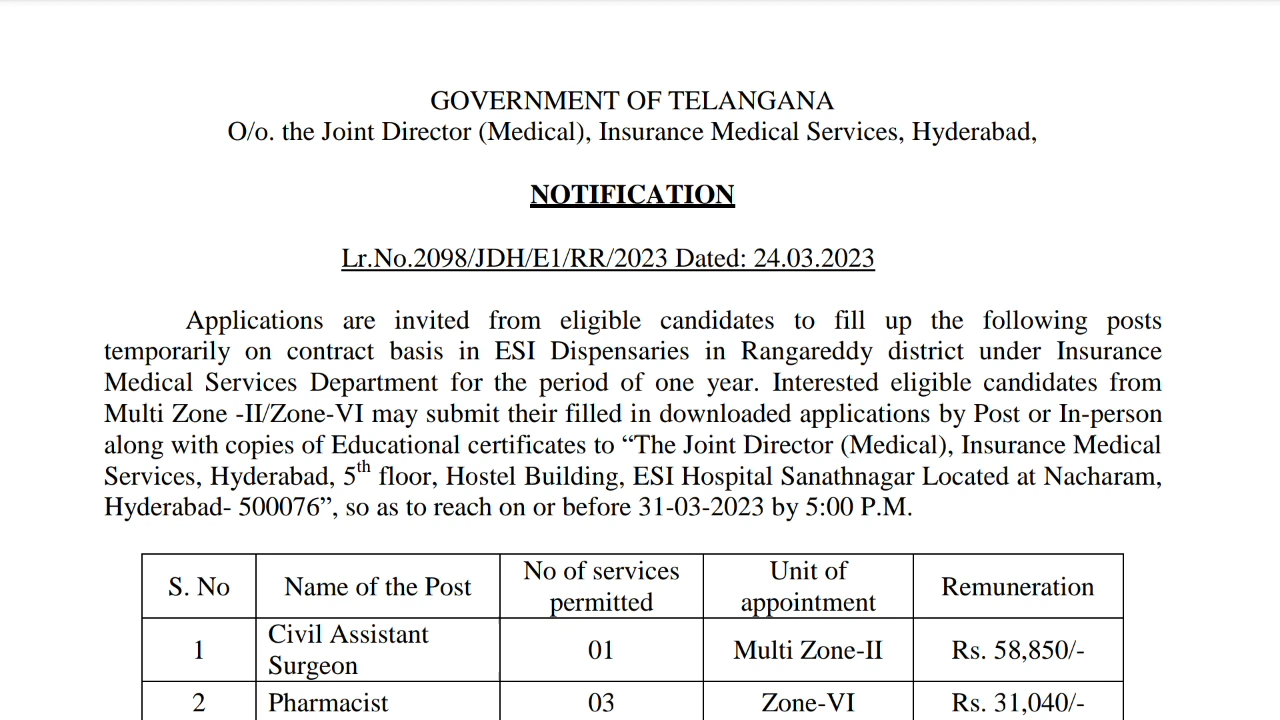 GOVERNMENT OF TELANGANA
O/o. the Joint Director (Medical), Insurance Medical Services, Hyderabad,
NOTIFICATION
Lr.No.2098/JDH/E1/RR/2023 Dated: 24.03.2023
Applications are invited from eligible candidates to fill up the following posts
temporarily on contract basis in ESI Dispensaries in Rangareddy district under Insurance
Medical Services Department for the period of one year. Interested eligible candidates from
Multi Zone -II/Zone-VI may submit their filled in downloaded applications by Post or In-person
along with copies of Educational certificates to “The Joint Director (Medical), Insurance Medical
Services, Hyderabad, 5th floor, Hostel Building, ESI Hospital Sanathnagar Located at Nacharam,
Hyderabad- 500076”, so as to reach on or before 31-03-2023 by 5:00 P.M.
S. No Name of the Post No of services permitted Unit of appointment Remuneration
1 Civil Assistant Surgeon 01 Multi Zone-II Rs. 58,850/-
2 Pharmacist 03 Zone-VI Rs. 31,040/-